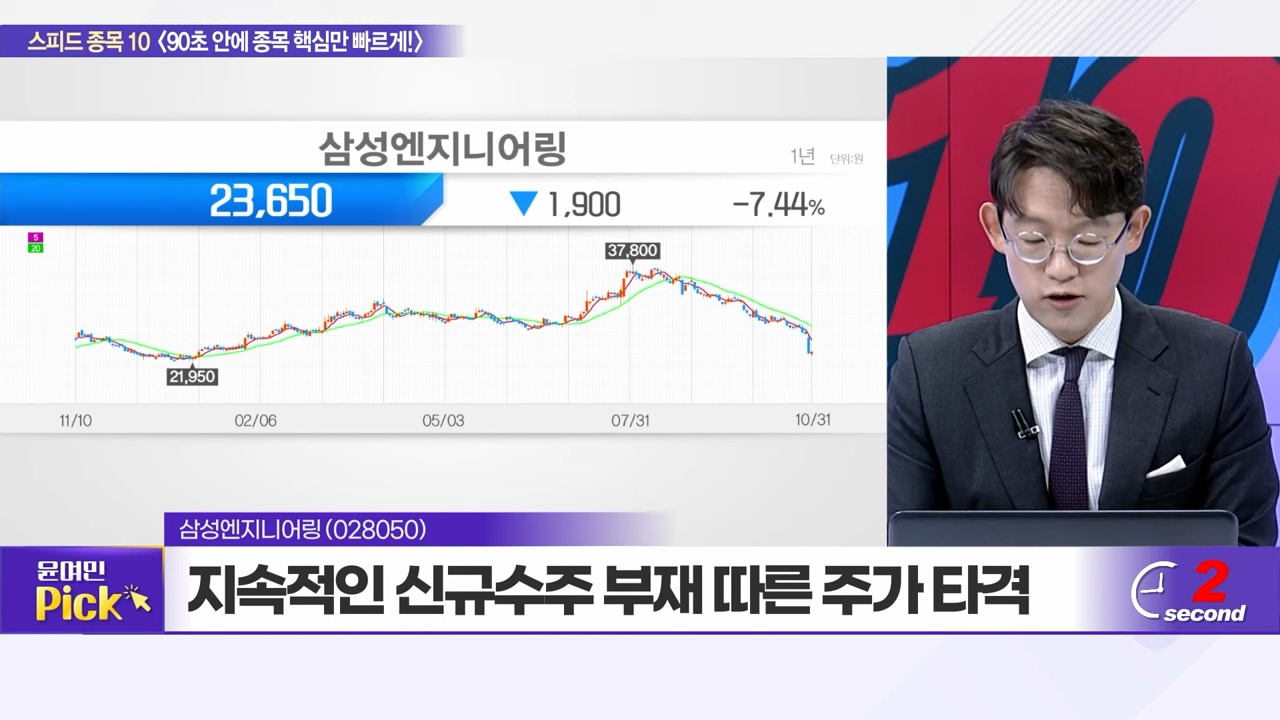 스피드 종목 10 〈90초 안에 종목 핵심만 빠르게!〉
삼성엔지니어링
1년 단위:원
23,650 ▼ 1,900 -7.44%
5
20
37,800
21,950
11/10 02/06 05/03 07/31 10/31
10
삼성엔지니어링(028050)
윤여민
Pick
지속적인 신규수주 부재 따른 주가 타격
2
second